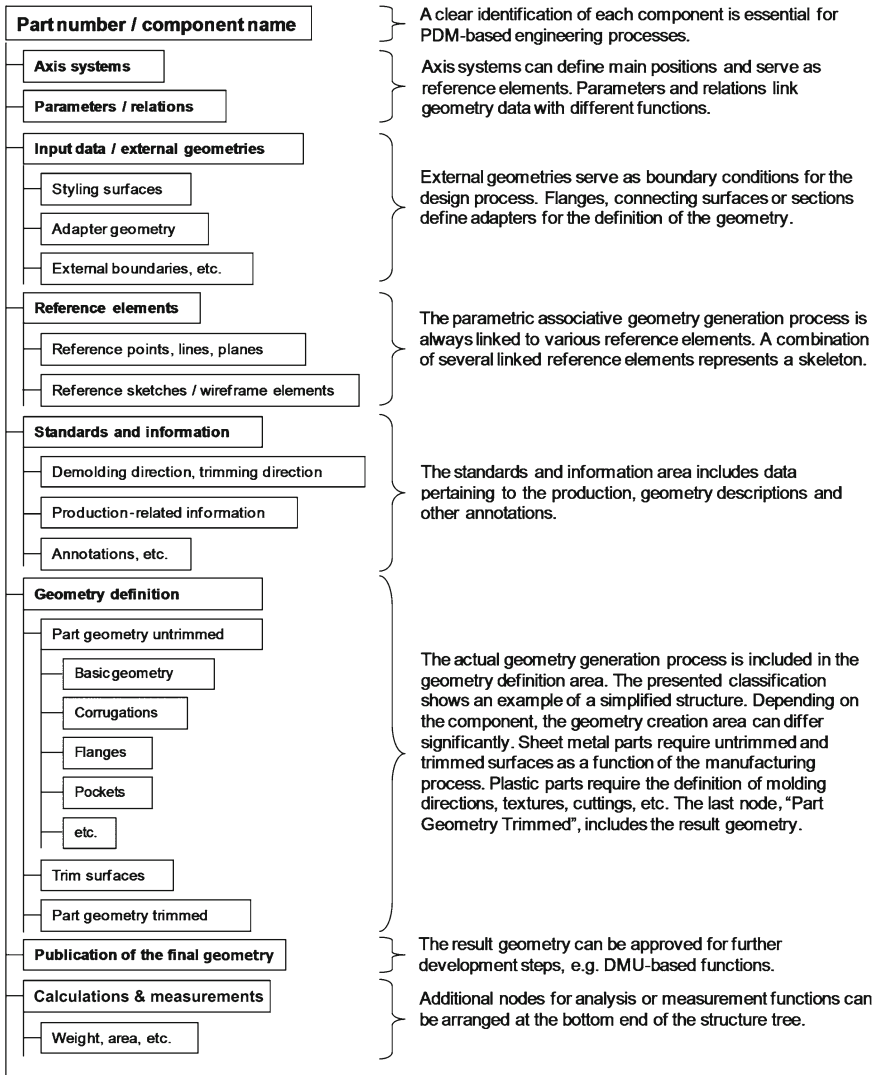 Part number / component name
A clear identification of each component is essential for
PDM-based engineering processes.
Axis systems
Parameters / relations
Axis systems can define main positions and serve as
reference elements. Parameters and relations link
geometry data with different functions.
Input data / external geometries
Styling surfaces
Adapter geometry
External boundaries, etc.
External geometries serve as boundary conditions for the
design process. Flanges, connecting surfaces or sections
define adapters for the definition of the geometry.
Reference elements
Reference points, lines, planes
Reference sketches / wireframe elements
The parametric associative geometry generation process is
always linked to various reference elements. A combination
of several linked reference elements represents a skeleton.
Standards and information
Demolding direction, trimming direction
Production-related information
Annotations, etc.
The standards and information area includes data
pertaining to the production, geometry descriptions and
other annotations.
Geometry definition
Part geometry untrimmed
Basic geometry
Corrugations
Flanges
Pockets
etc.
Trim surfaces
Part geometry trimmed
The actual geometry generation process is included in the
geometry definition area. The presented classification
shows an example of a simplified structure. Depending on
the component, the geometry creation area can differ
significantly. Sheet metal parts require untrimmed and
trimmed surfaces as a function of the manufacturing
process. Plastic parts require the definition of molding
directions, textures, cuttings, etc. The last node, “Part
Geometry Trimmed”, includes the result geometry.
Publication of the final geometry
The result geometry can be approved for further
development steps, e.g. DMU-based functions.
Calculations & measurements
Weight, area, etc.
Additional nodes for analysis or measurement functions can
be arranged at the bottom end of the structure tree.